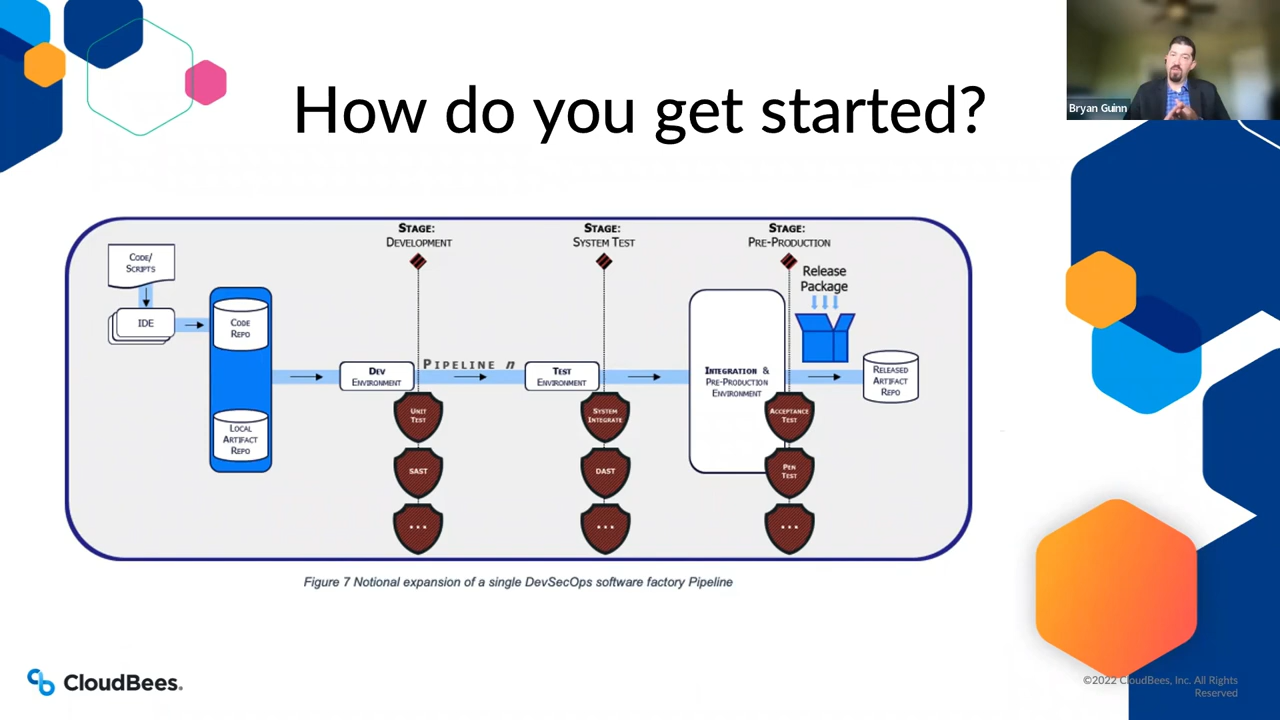 How do you get started?
Bryan Guinn
STAGE:
DEVELOPMENT
STAGE:
SYSTEM TEST
STAGE:
PRE-PRODUCTION
CODE/
SCRIPTS
IDE
CODE
REPO
LOCAL
ARTIFACT
REPO
DEV
ENVIRONMENT
PIPELINE n
TEST
ENVIRONMENT
INTEGRATION &
PRE-PRODUCTION
ENVIRONMENT
Release
Package
RELEASED
ARTIFACT
REPO
UNIT
TEST
SAST
...
SYSTEM
INTEGRATE
DAST
...
ACCEPTANCE
TEST
PEN
TEST
...
Figure 7 Notional expansion of a single DevSecOps software factory Pipeline
CloudBees.
©2022 CloudBees, Inc. All Rights
Reserved